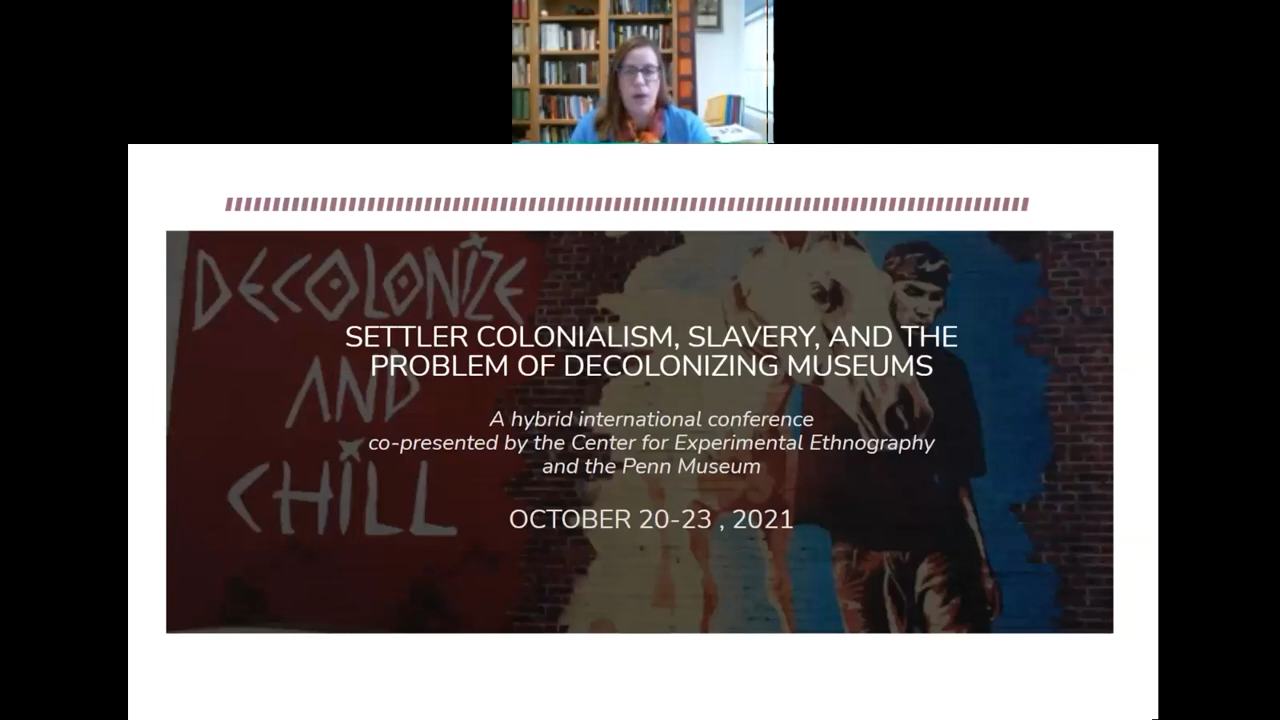 DECOLONIZE
AND
CHILL
SETTLER COLONIALISM, SLAVERY, AND THE
PROBLEM OF DECOLONIZING MUSEUMS
A hybrid international conference
co-presented by the Center for Experimental Ethnography
and the Penn Museum
OCTOBER 20-23 , 2021